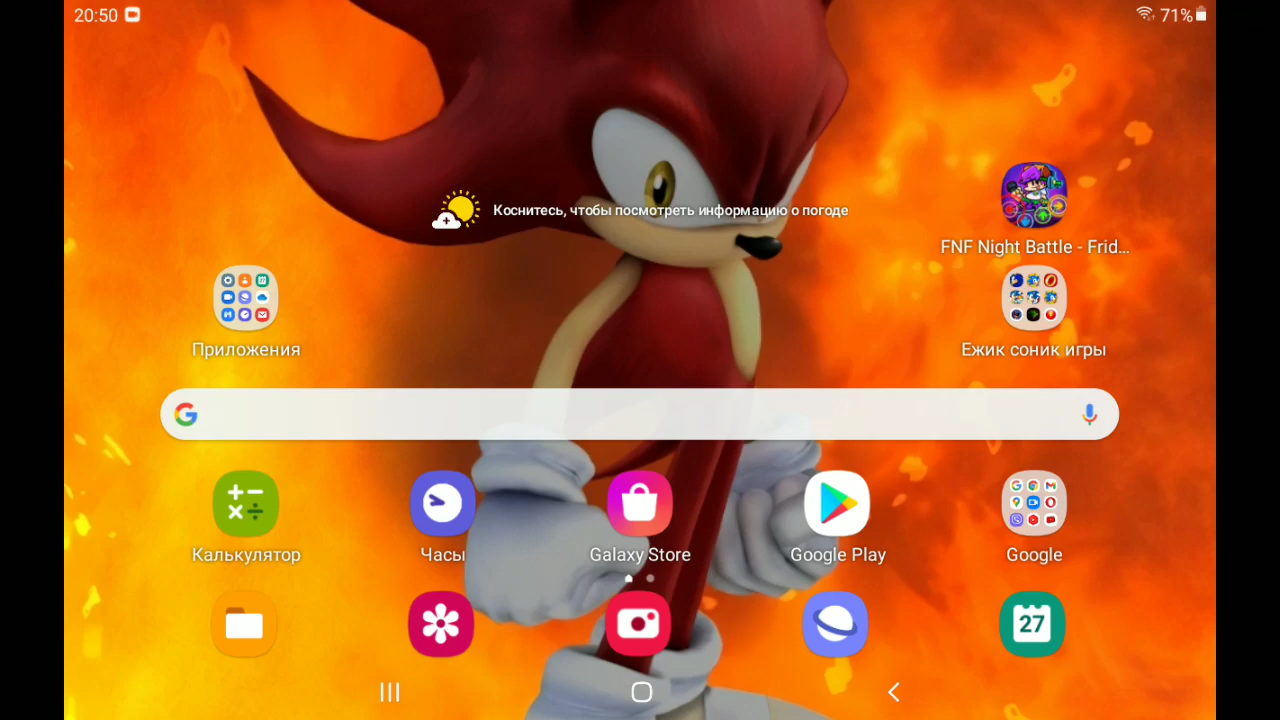 20:50
71%
Коснитесь, чтобы посмотреть информацию о погоде
FNF Night Battle - Frid...
Приложения
Ежик соник игры
Калькулятор
Часы
Galaxy Store
Google Play
Google
27